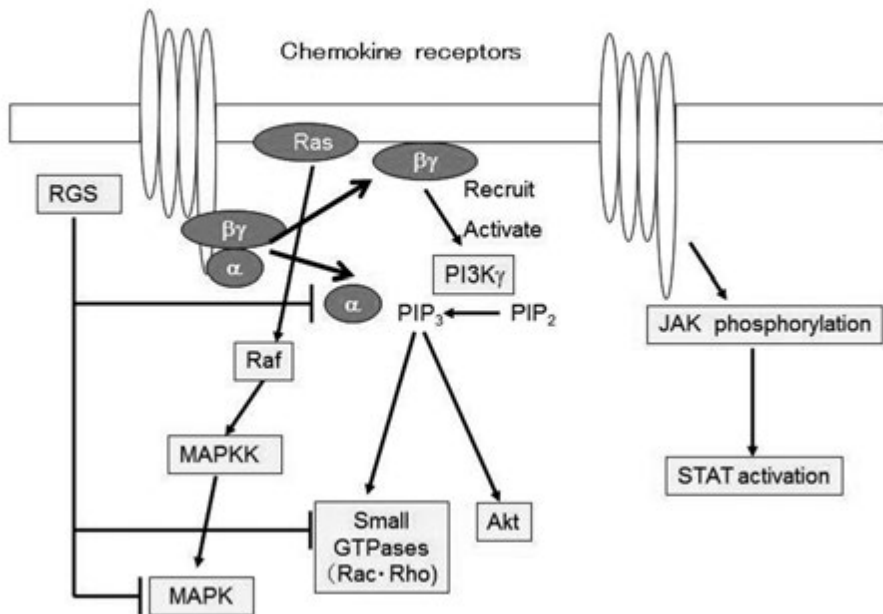 Chemokine receptors
Ras
βγ
RGS
Recruit
βγ
Activate
α
PI3Kγ
α
PIP₃
PIP₂
JAK phosphorylation
Raf
MAPKK
STAT activation
Small
GTPases
(Rac・Rho)
Akt
MAPK